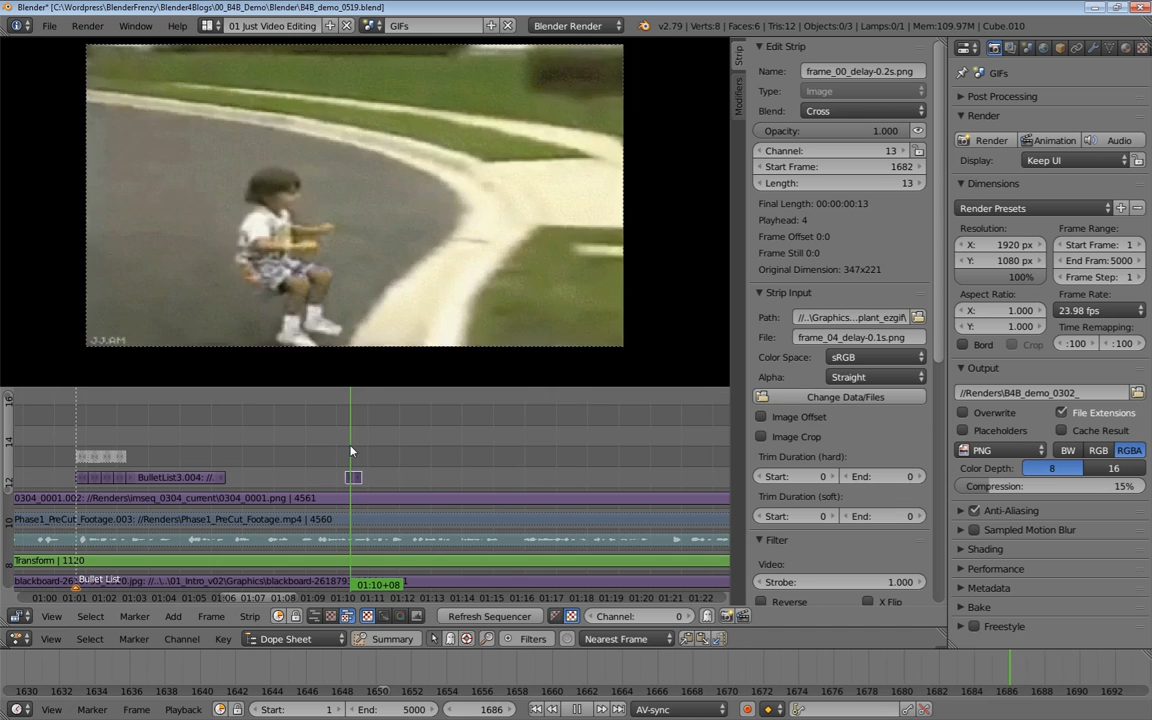 Blender* [C:\Wordpress\BlenderFrenzy\Blender4Blogs\00_B4B_Demo\Blender\B4B_demo_0519.blend]
File Render Window Help 01 Just Video Editing GIFs Blender Render v2.79 | Verts:8 | Faces:6 | Tris:12 | Objects:0/3 | Lamps:0/1 | Mem:109.97M | Cube.010
JJ.AM
Strip
Modifiers
Edit Strip
Name: frame_00_delay-0.2s.png
Type: Image
Blend: Cross
Opacity: 1.000
Channel: 13
Start Frame: 1682
Length: 13
Final Length: 00:00:00:13
Playhead: 4
Frame Offset 0:0
Frame Still 0:0
Original Dimension: 347x221
Strip Input
Path: //..\Graphics...plant_ezgif\
File: frame_04_delay-0.1s.png
Color Space: sRGB
Alpha: Straight
Change Data/Files
Image Offset
Image Crop
Trim Duration (hard):
Start: 0 End: 0
Trim Duration (soft):
Start: 0 End: 0
Filter
Video:
Strobe: 1.000
Reverse X Flip
GIFs
Post Processing
Render
Render Animation Audio
Display: Keep UI
Dimensions
Render Presets
Resolution: Frame Range:
X: 1920 px Start Frame: 1
Y: 1080 px End Fram: 5000
100% Frame Step: 1
Aspect Ratio: Frame Rate:
X: 1.000 23.98 fps
Y: 1.000 Time Remapping:
Bord Crop :100 :100
Output
//Renders\B4B_demo_0302_
Overwrite File Extensions
Placeholders Cache Result
PNG BW RGB RGBA
Color Depth: 8 16
Compression: 15%
Anti-Aliasing
Sampled Motion Blur
Shading
Performance
Metadata
Bake
Freestyle
16
14
12
10
8
BulletList3.004: //.
0304_0001.002: //Renders\imseq_0304_current\0304_0001.png | 4561
Phase1_PreCut_Footage.003: //Renders\Phase1_PreCut_Footage.mp4 | 4560
Transform | 1120
Bullet List
01:10+08
01:00 01:01 01:02 01:03 01:04 01:05 01:06 01:07 01:08 01:09 01:10 01:11 01:12 01:13 01:14 01:15 01:16 01:17 01:18 01:19 01:20 01:21 01:22
View Select Marker Add Frame Strip Refresh Sequencer Channel: 0
View Select Marker Channel Key Dope Sheet Summary Filters Nearest Frame
1630 1632 1634 1636 1638 1640 1642 1644 1646 1648 1650 1652 1654 1656 1658 1660 1662 1664 1666 1668 1670 1672 1674 1676 1678 1680 1682 1684 1686 1688 1690 1692
View Marker Frame Playback Start: 1 End: 5000 1686 AV-sync